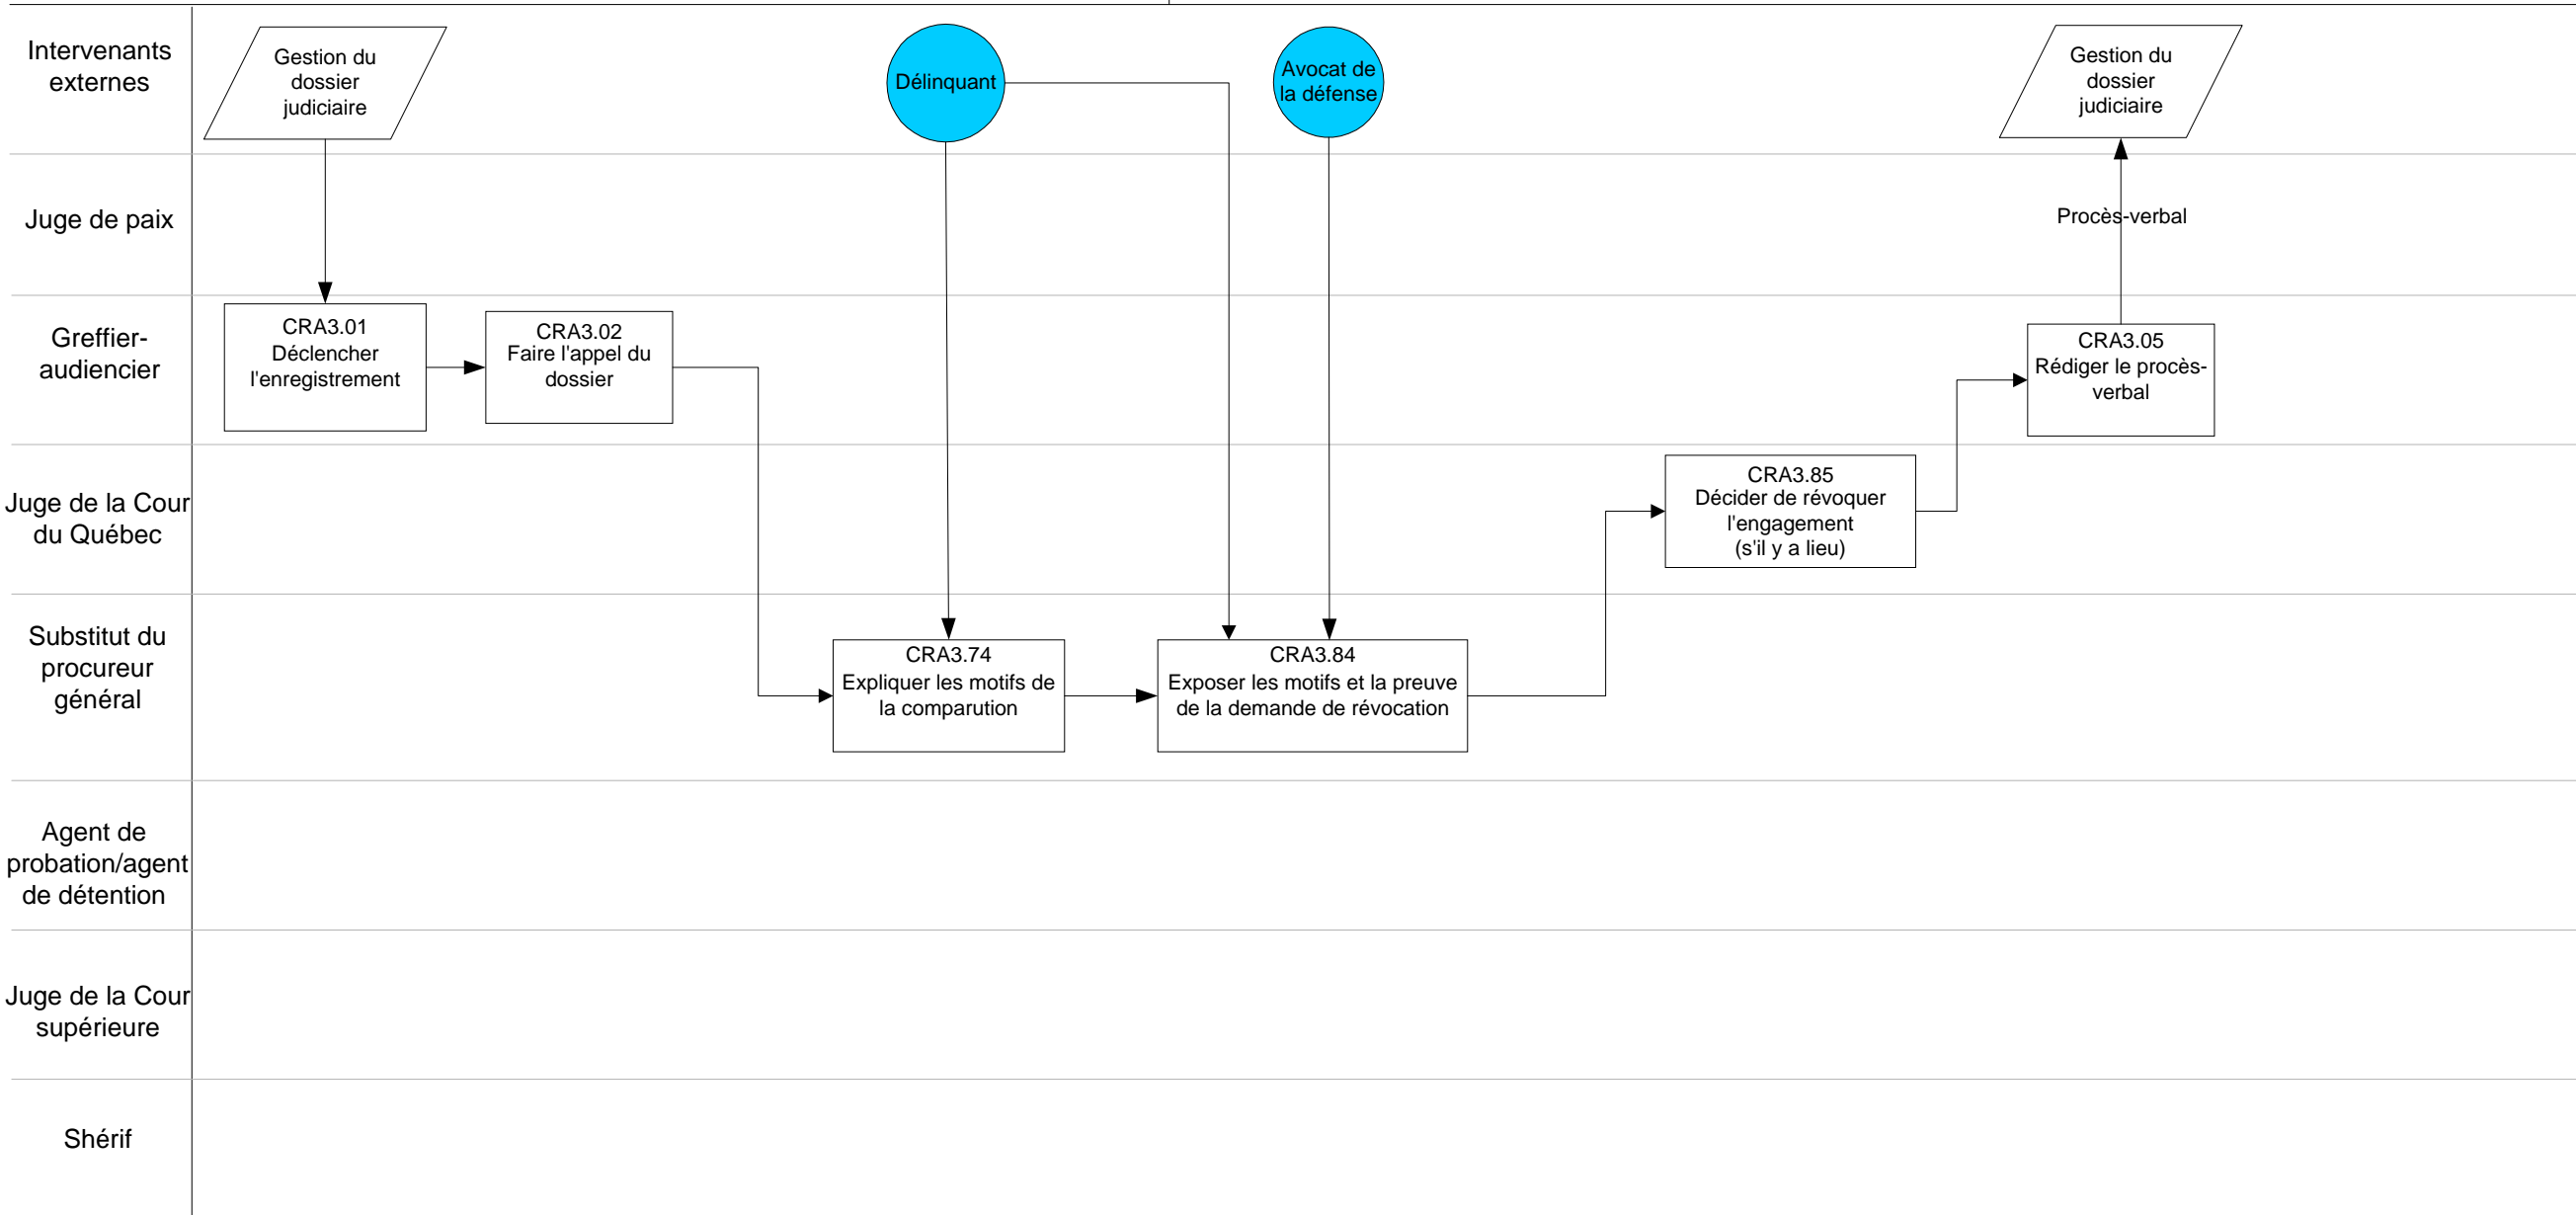 Intervenants
externes
Gestion du
dossier
judiciaire
Délinquant
Avocat de
la défense
Gestion du
dossier
judiciaire
Juge de paix
Procès-verbal
Greffier-
audiencier
CRA3.01
Déclencher
l'enregistrement
CRA3.02
Faire l'appel du
dossier
CRA3.05
Rédiger le procès-
verbal
Juge de la Cour
du Québec
CRA3.85
Décider de révoquer
l'engagement
(s'il y a lieu)
Substitut du
procureur
général
CRA3.74
Expliquer les motifs de
la comparution
CRA3.84
Exposer les motifs et la preuve
de la demande de révocation
Agent de
probation/agent
de détention
Juge de la Cour
supérieure
Shérif